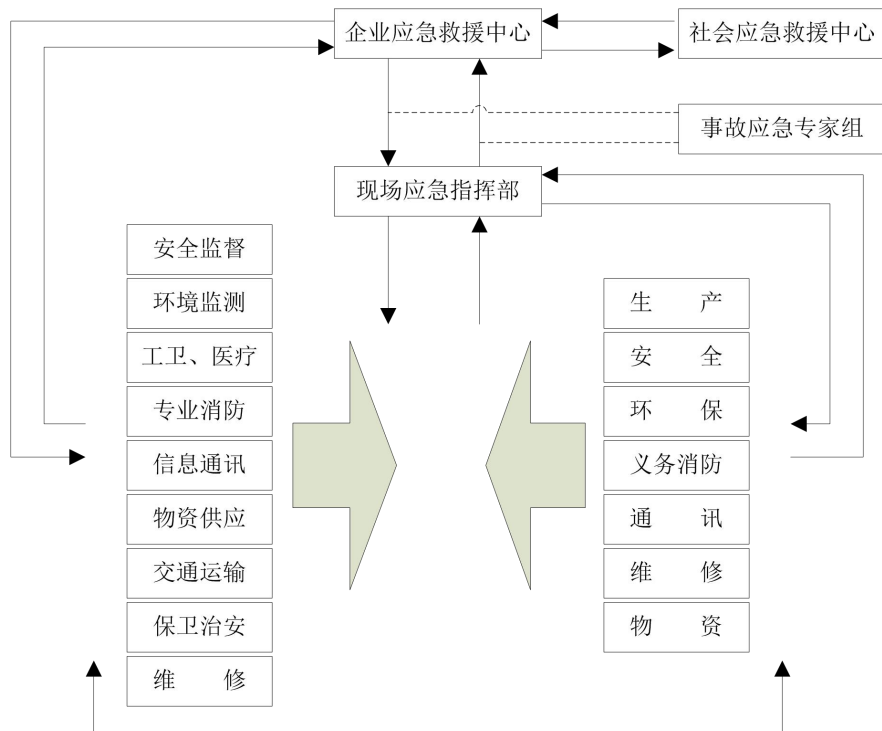 企业应急救援中心
社会应急救援中心
事故应急专家组
现场应急指挥部
安全监督
环境监测
工卫、医疗
专业消防
信息通讯
物资供应
交通运输
保卫治安
维 修
生 产
安 全
环 保
义务消防
通 讯
维 修
物 资